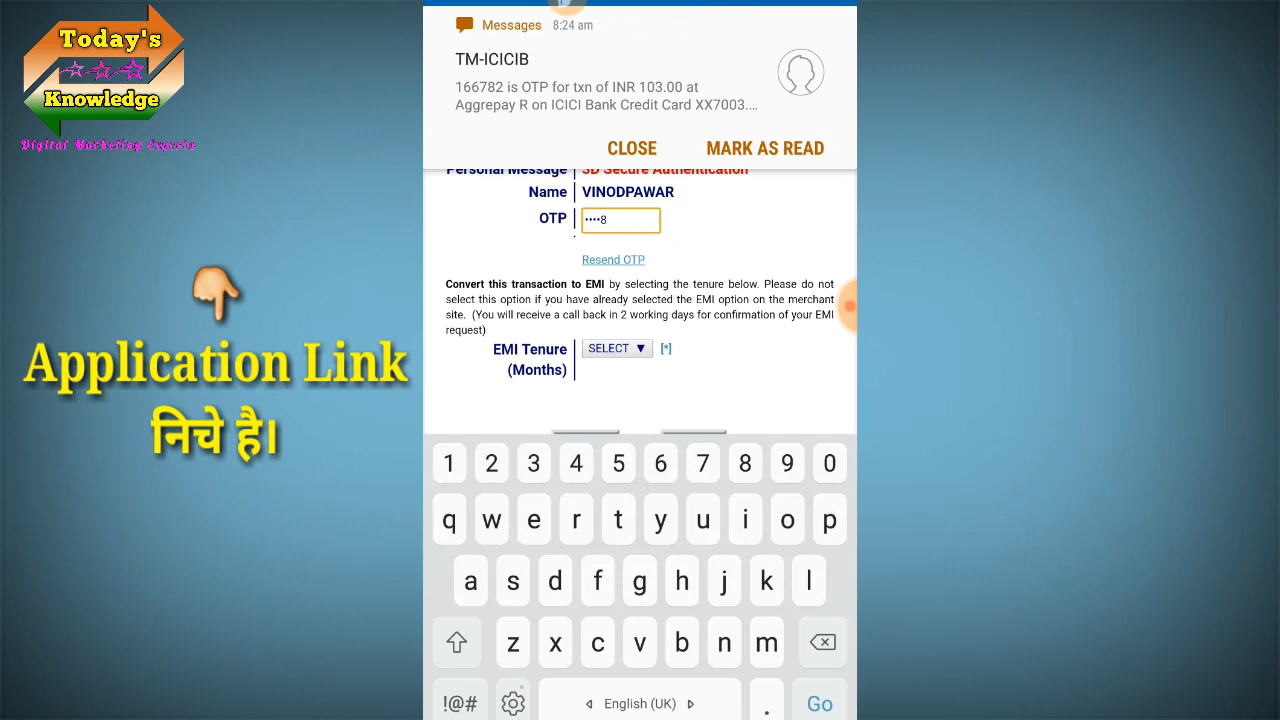 Today's
Knowledge
Digital Marketing Experts
Application Link
निचे है।
Messages 8:24 am
TM-ICICIB
166782 is OTP for txn of INR 103.00 at
Aggrepay R on ICICI Bank Credit Card XX7003....
CLOSE MARK AS READ
Personal Message 3D Secure Authentication
Name VINODPAWAR
OTP ••••8
Resend OTP
Convert this transaction to EMI by selecting the tenure below. Please do not
select this option if you have already selected the EMI option on the merchant
site. (You will receive a call back in 2 working days for confirmation of your EMI
request)
EMI Tenure SELECT ▼ [*]
(Months)
1 2 3 4 5 6 7 8 9 0
q w e r t y u i o p
a s d f g h j k l
z x c v b n m
!@# English (UK) . Go